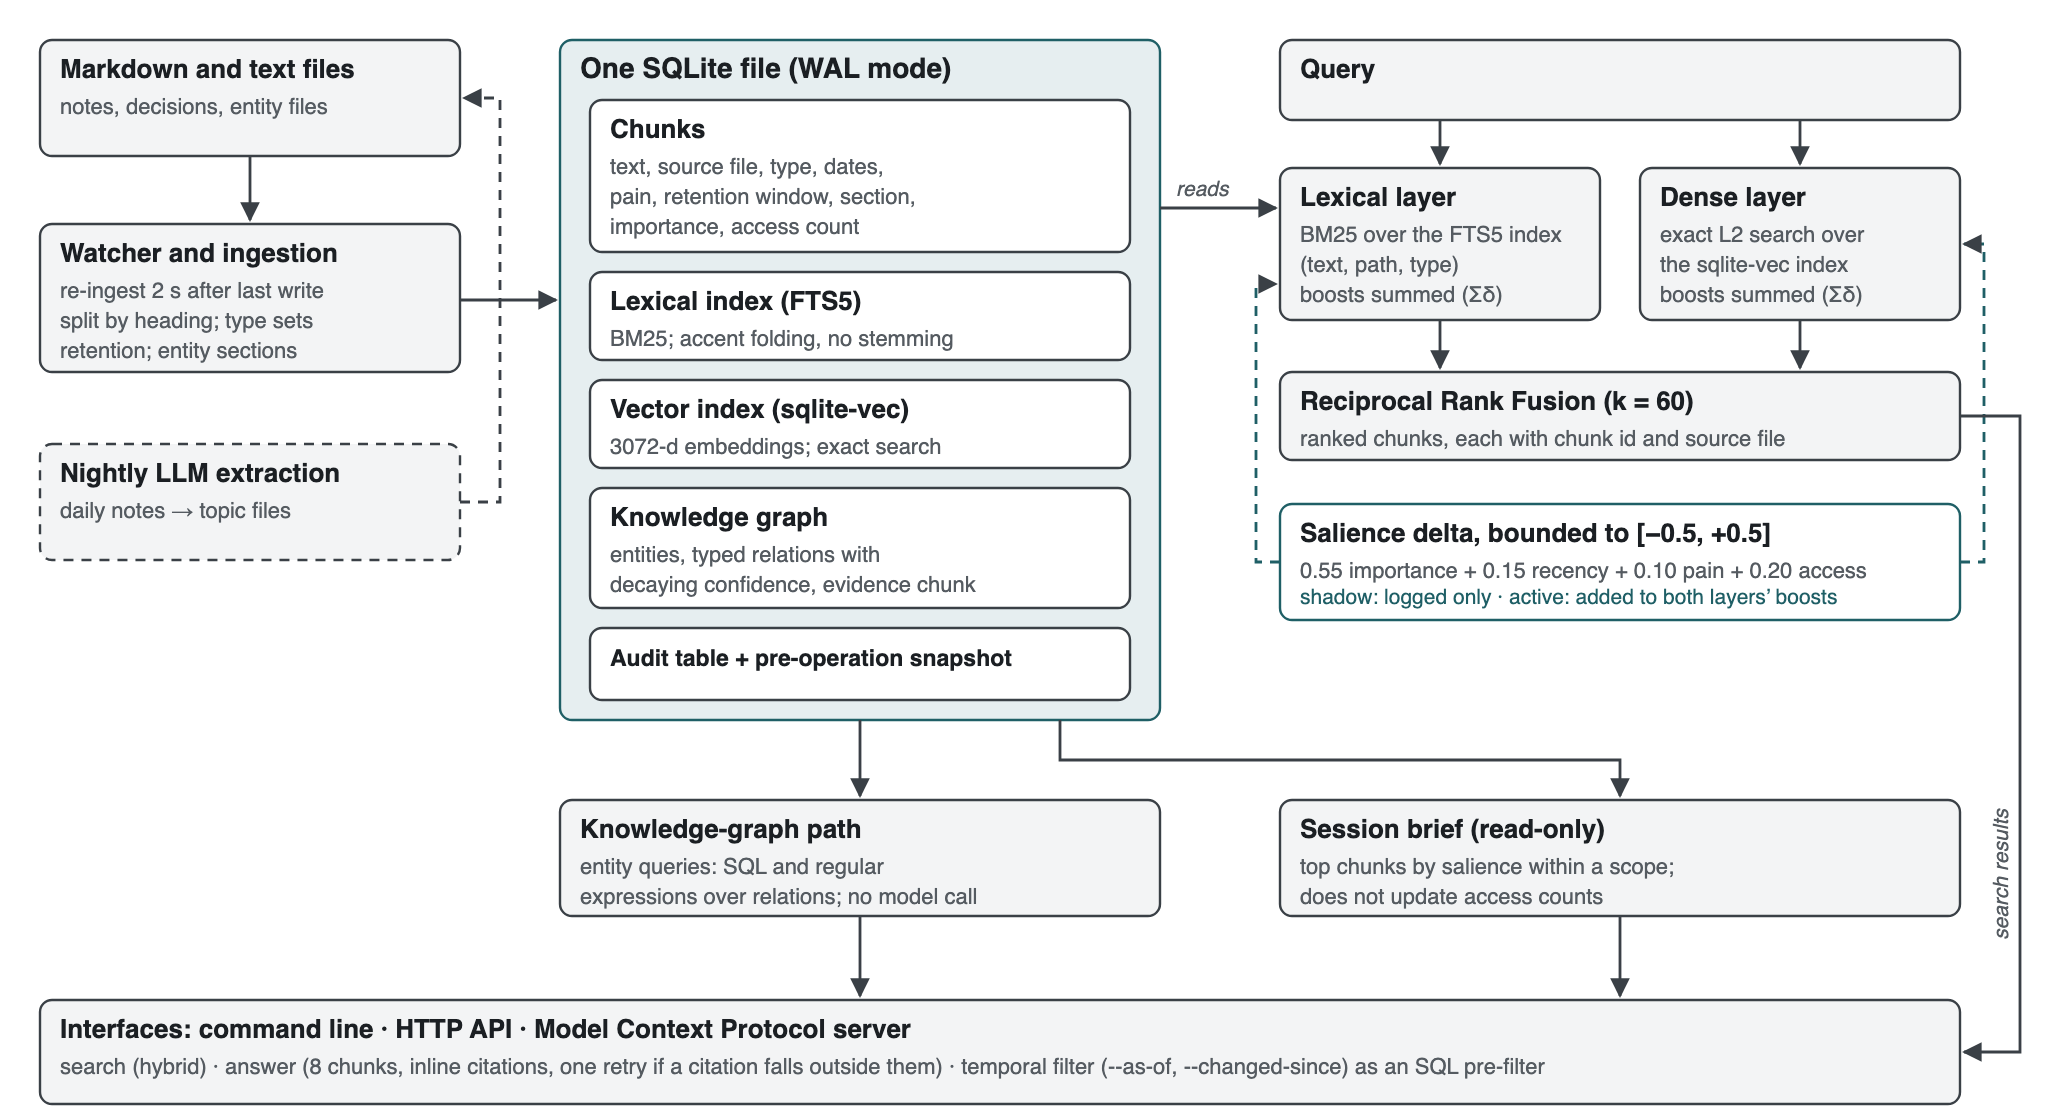 Markdown and text files
notes, decisions, entity files
Watcher and ingestion
re-ingest 2 s after last write
split by heading; type sets
retention; entity sections
Nightly LLM extraction
daily notes → topic files
One SQLite file (WAL mode)
Chunks
text, source file, type, dates,
pain, retention window, section,
importance, access count
Lexical index (FTS5)
BM25; accent folding, no stemming
Vector index (sqlite-vec)
3072-d embeddings; exact search
Knowledge graph
entities, typed relations with
decaying confidence, evidence chunk
Audit table + pre-operation snapshot
reads
Query
Lexical layer
BM25 over the FTS5 index
(text, path, type)
boosts summed (Σδ)
Dense layer
exact L2 search over
the sqlite-vec index
boosts summed (Σδ)
Reciprocal Rank Fusion (k = 60)
ranked chunks, each with chunk id and source file
Salience delta, bounded to [−0.5, +0.5]
0.55 importance + 0.15 recency + 0.10 pain + 0.20 access
shadow: logged only · active: added to both layers’ boosts
Knowledge-graph path
entity queries: SQL and regular
expressions over relations; no model call
Session brief (read-only)
top chunks by salience within a scope;
does not update access counts
search results
Interfaces: command line · HTTP API · Model Context Protocol server
search (hybrid) · answer (8 chunks, inline citations, one retry if a citation falls outside them) · temporal filter (--as-of, --changed-since) as an SQL pre-filter